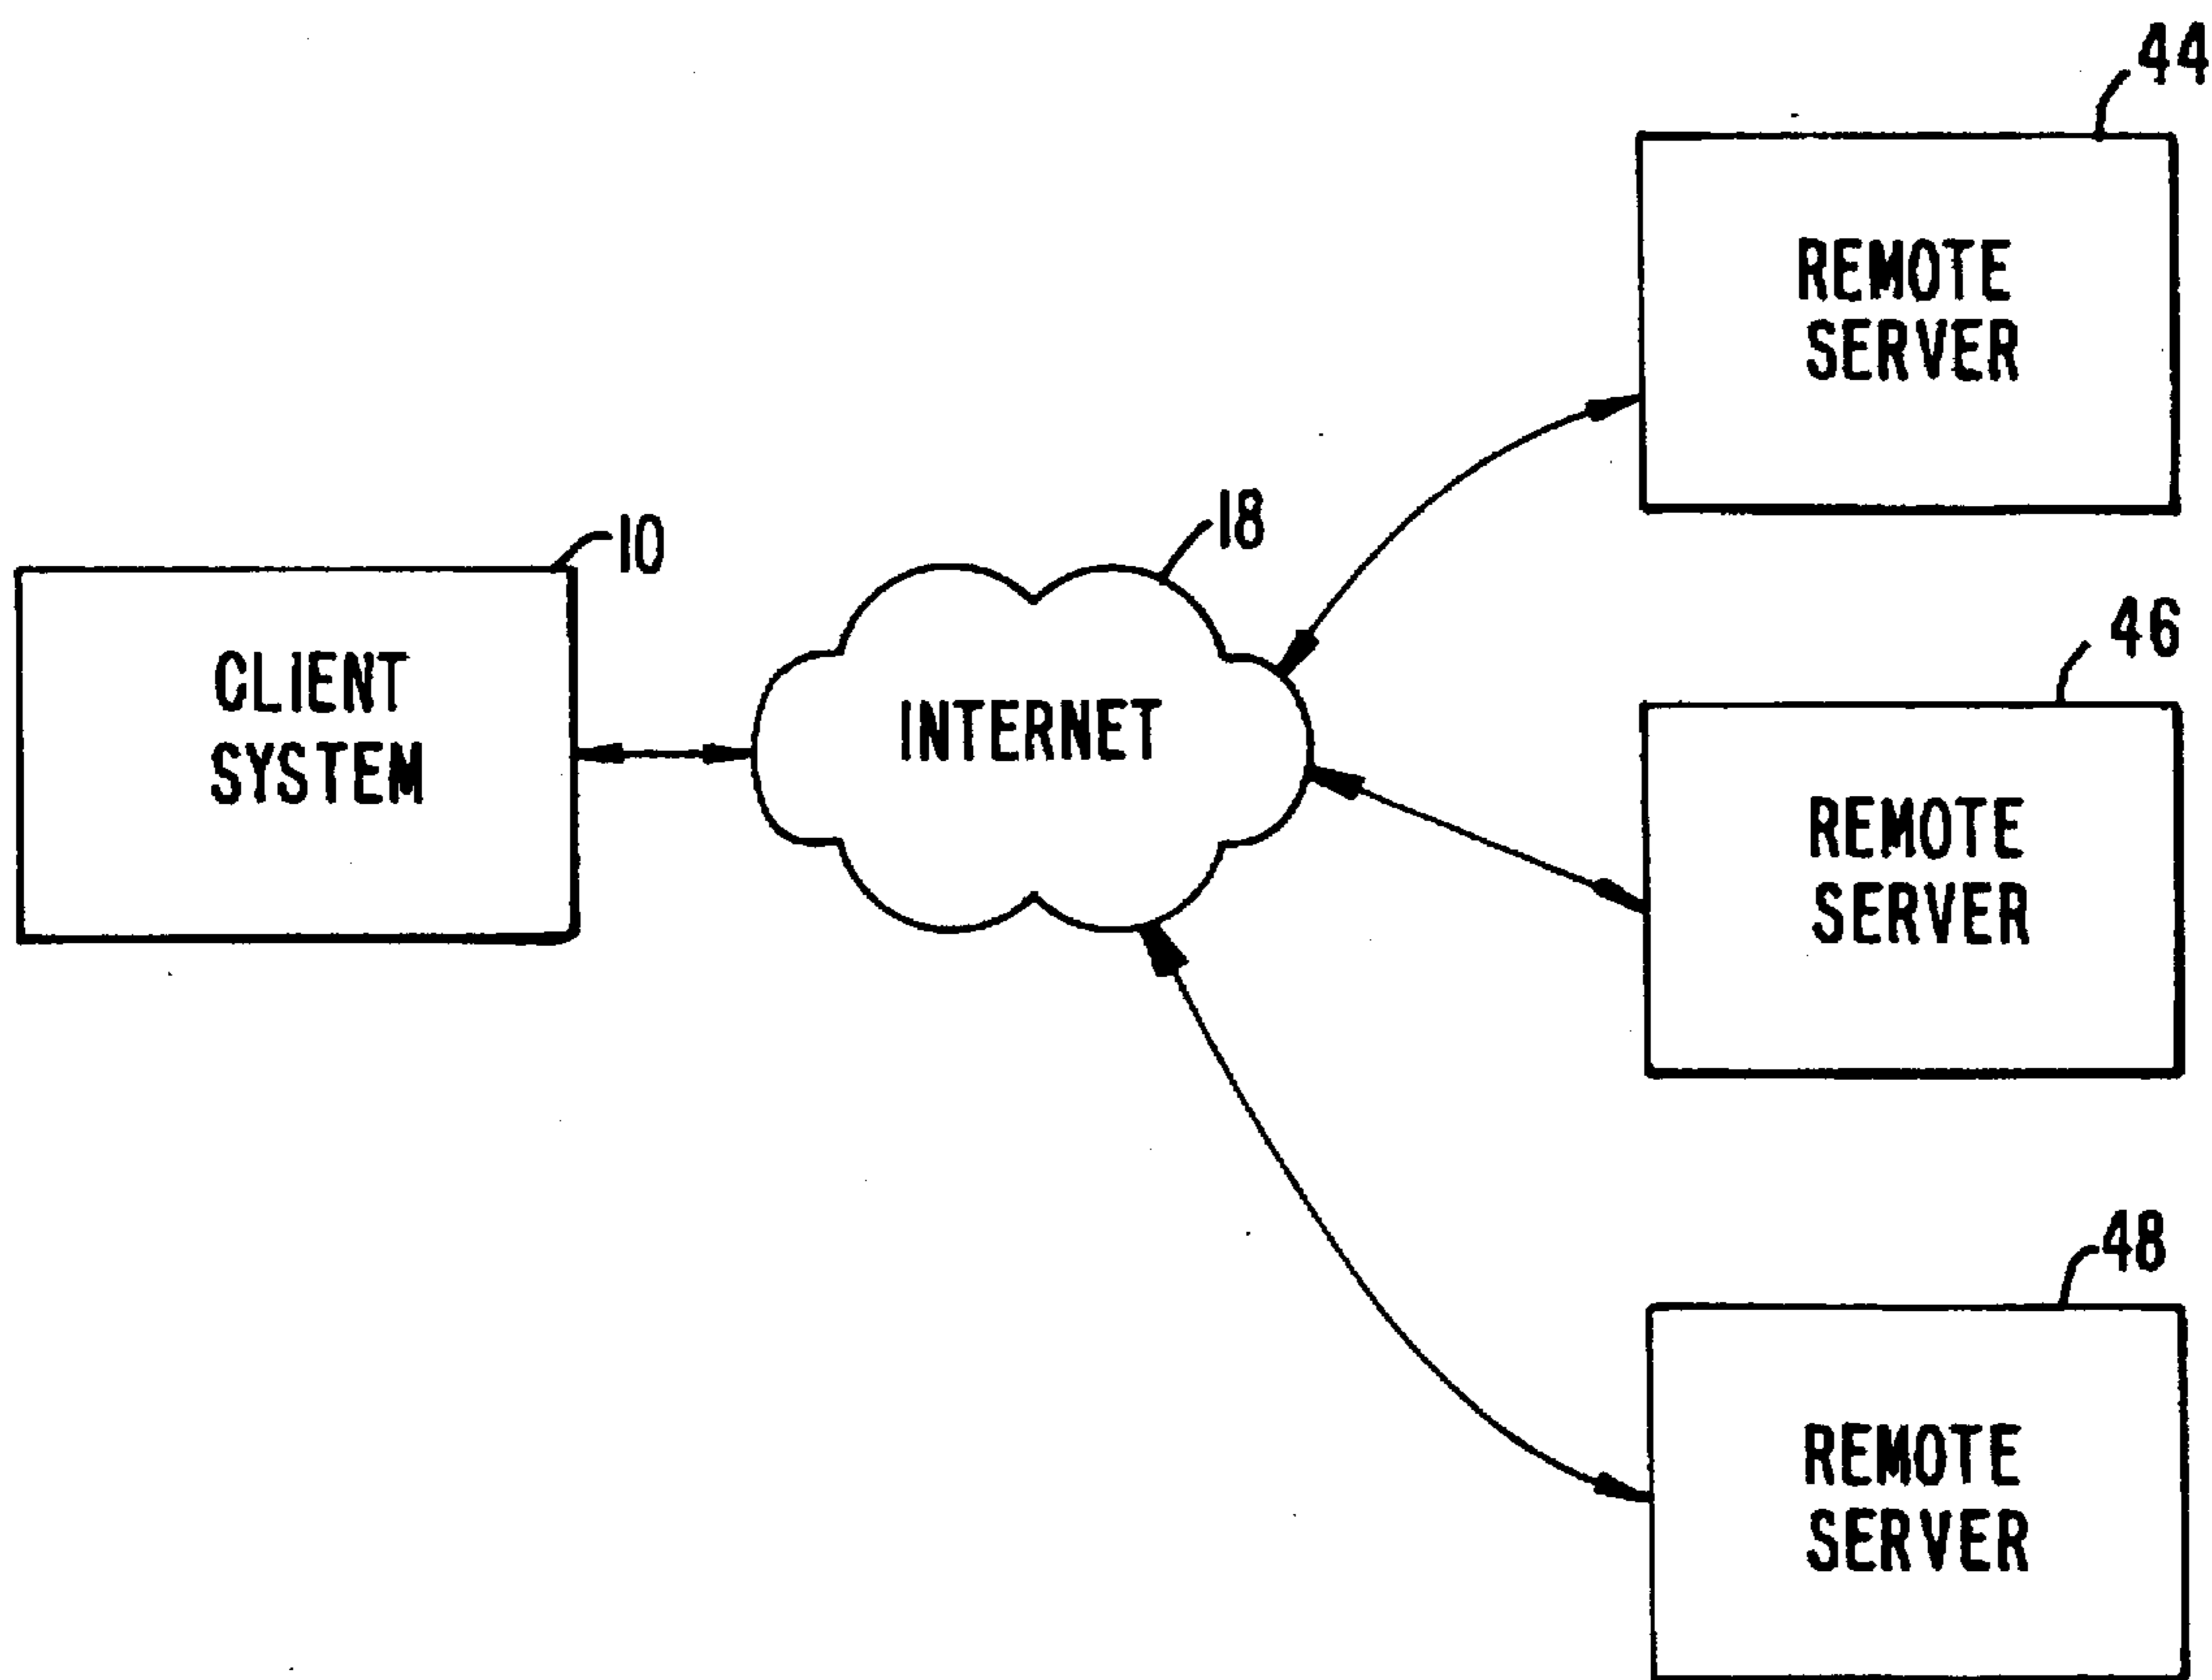 44
REMOTE
SERVER
18
10
CLIENT
SYSTEM
INTERNET
46
REMOTE
SERVER
48
REMOTE
SERVER